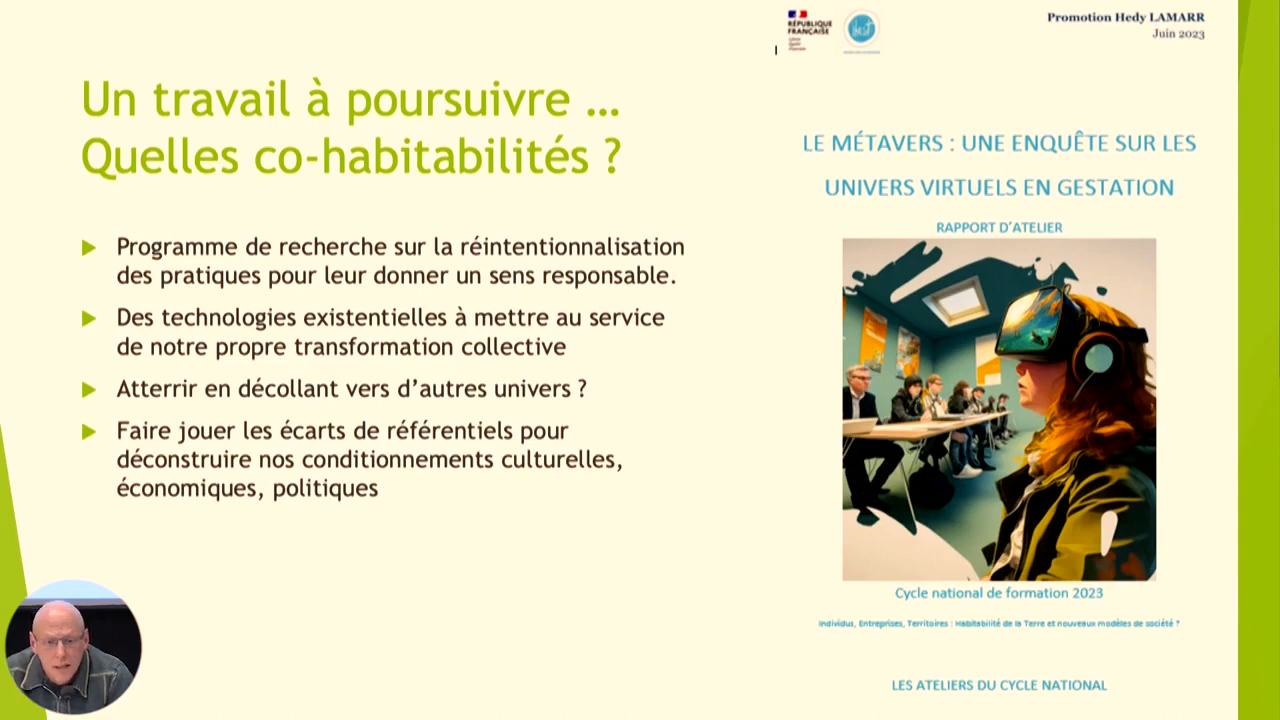 Un travail à poursuivre …
Quelles co-habitabilités ?
Programme de recherche sur la réintentionnalisation
des pratiques pour leur donner un sens responsable.
Des technologies existentielles à mettre au service
de notre propre transformation collective
Atterrir en décollant vers d’autres univers ?
Faire jouer les écarts de référentiels pour
déconstruire nos conditionnements culturelles,
économiques, politiques
RÉPUBLIQUE
FRANÇAISE
Promotion Hedy LAMARR
Juin 2023
LE MÉTAVERS : UNE ENQUÊTE SUR LES
UNIVERS VIRTUELS EN GESTATION
RAPPORT D’ATELIER
Cycle national de formation 2023
Individus, Entreprises, Territoires : Habitabilité de la Terre et nouveaux modèles de société ?
LES ATELIERS DU CYCLE NATIONAL